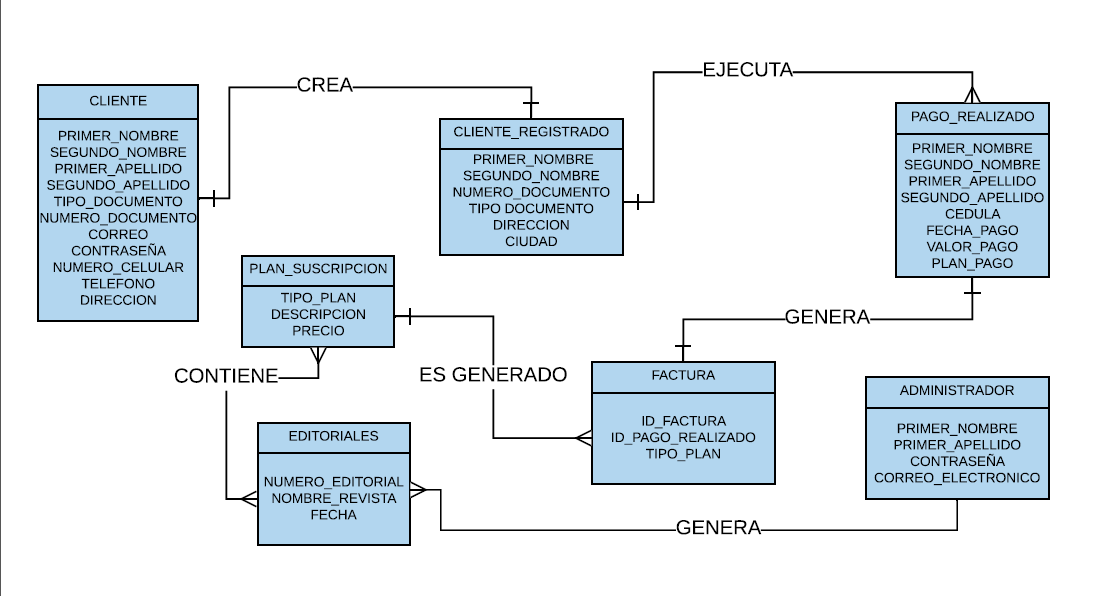 EJECUTA
CREA
CLIENTE
PRIMER_NOMBRE
SEGUNDO_NOMBRE
PRIMER_APELLIDO
SEGUNDO_APELLIDO
TIPO_DOCUMENTO
NUMERO_DOCUMENTO
CORREO
CONTRASEÑA
NUMERO_CELULAR
TELEFONO
DIRECCION
CLIENTE_REGISTRADO
PRIMER_NOMBRE
SEGUNDO_NOMBRE
NUMERO_DOCUMENTO
TIPO DOCUMENTO
DIRECCION
CIUDAD
PAGO_REALIZADO
PRIMER_NOMBRE
SEGUNDO_NOMBRE
PRIMER_APELLIDO
SEGUNDO_APELLIDO
CEDULA
FECHA_PAGO
VALOR_PAGO
PLAN_PAGO
PLAN_SUSCRIPCION
TIPO_PLAN
DESCRIPCION
PRECIO
GENERA
CONTIENE
ES GENERADO
FACTURA
ID_FACTURA
ID_PAGO_REALIZADO
TIPO_PLAN
ADMINISTRADOR
PRIMER_NOMBRE
PRIMER_APELLIDO
CONTRASEÑA
CORREO_ELECTRONICO
EDITORIALES
NUMERO_EDITORIAL
NOMBRE_REVISTA
FECHA
GENERA